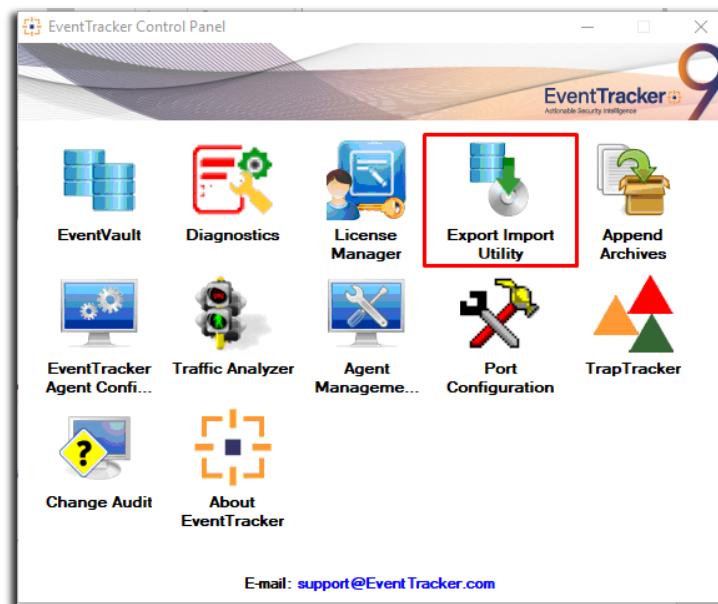 EventTracker Control Panel
EventTracker 9
Actionable Security Intelligence
EventVault
Diagnostics
License
Manager
Export Import
Utility
Append
Archives
EventTracker
Agent Confi...
Traffic Analyzer
Agent
Manageme...
Port
Configuration
TrapTracker
?
Change Audit
About
EventTracker
E-mail: support@EventTracker.com